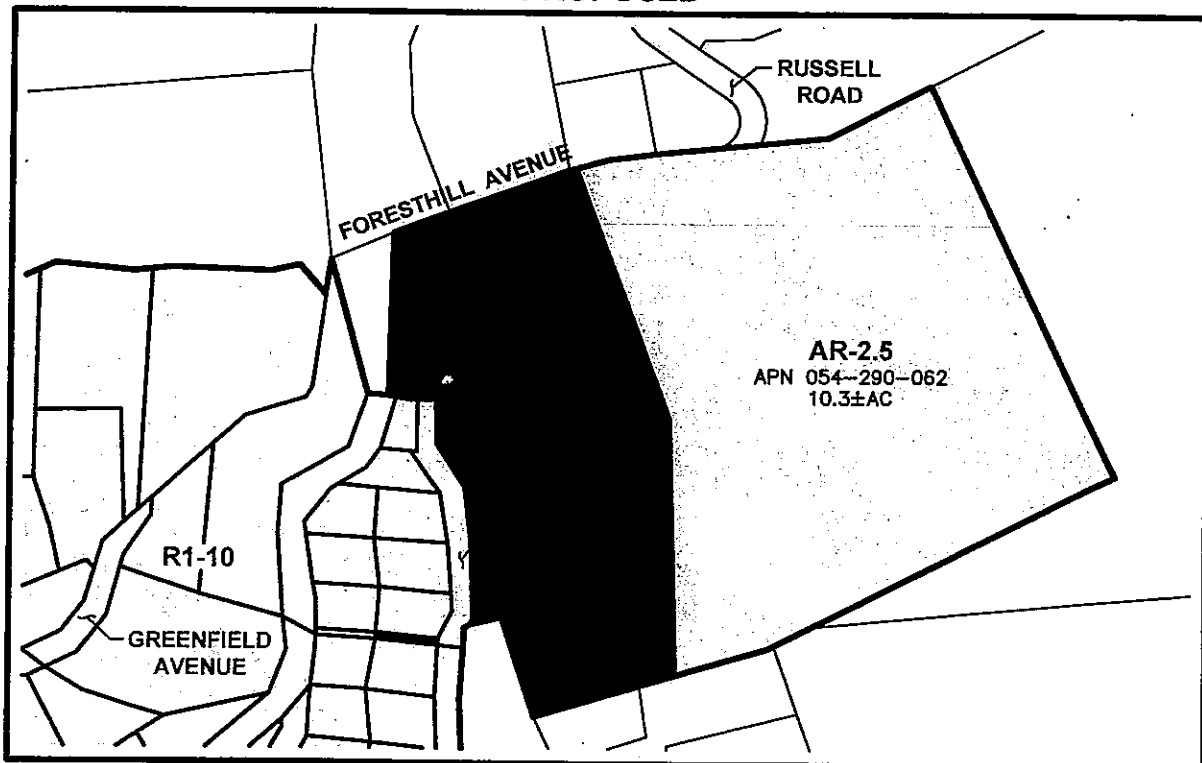 RUSSELL
ROAD
FORESTHILL AVENUE
AR-2.5
APN 054-290-062
10.3±AC
R1-10
GREENFIELD
AVENUE